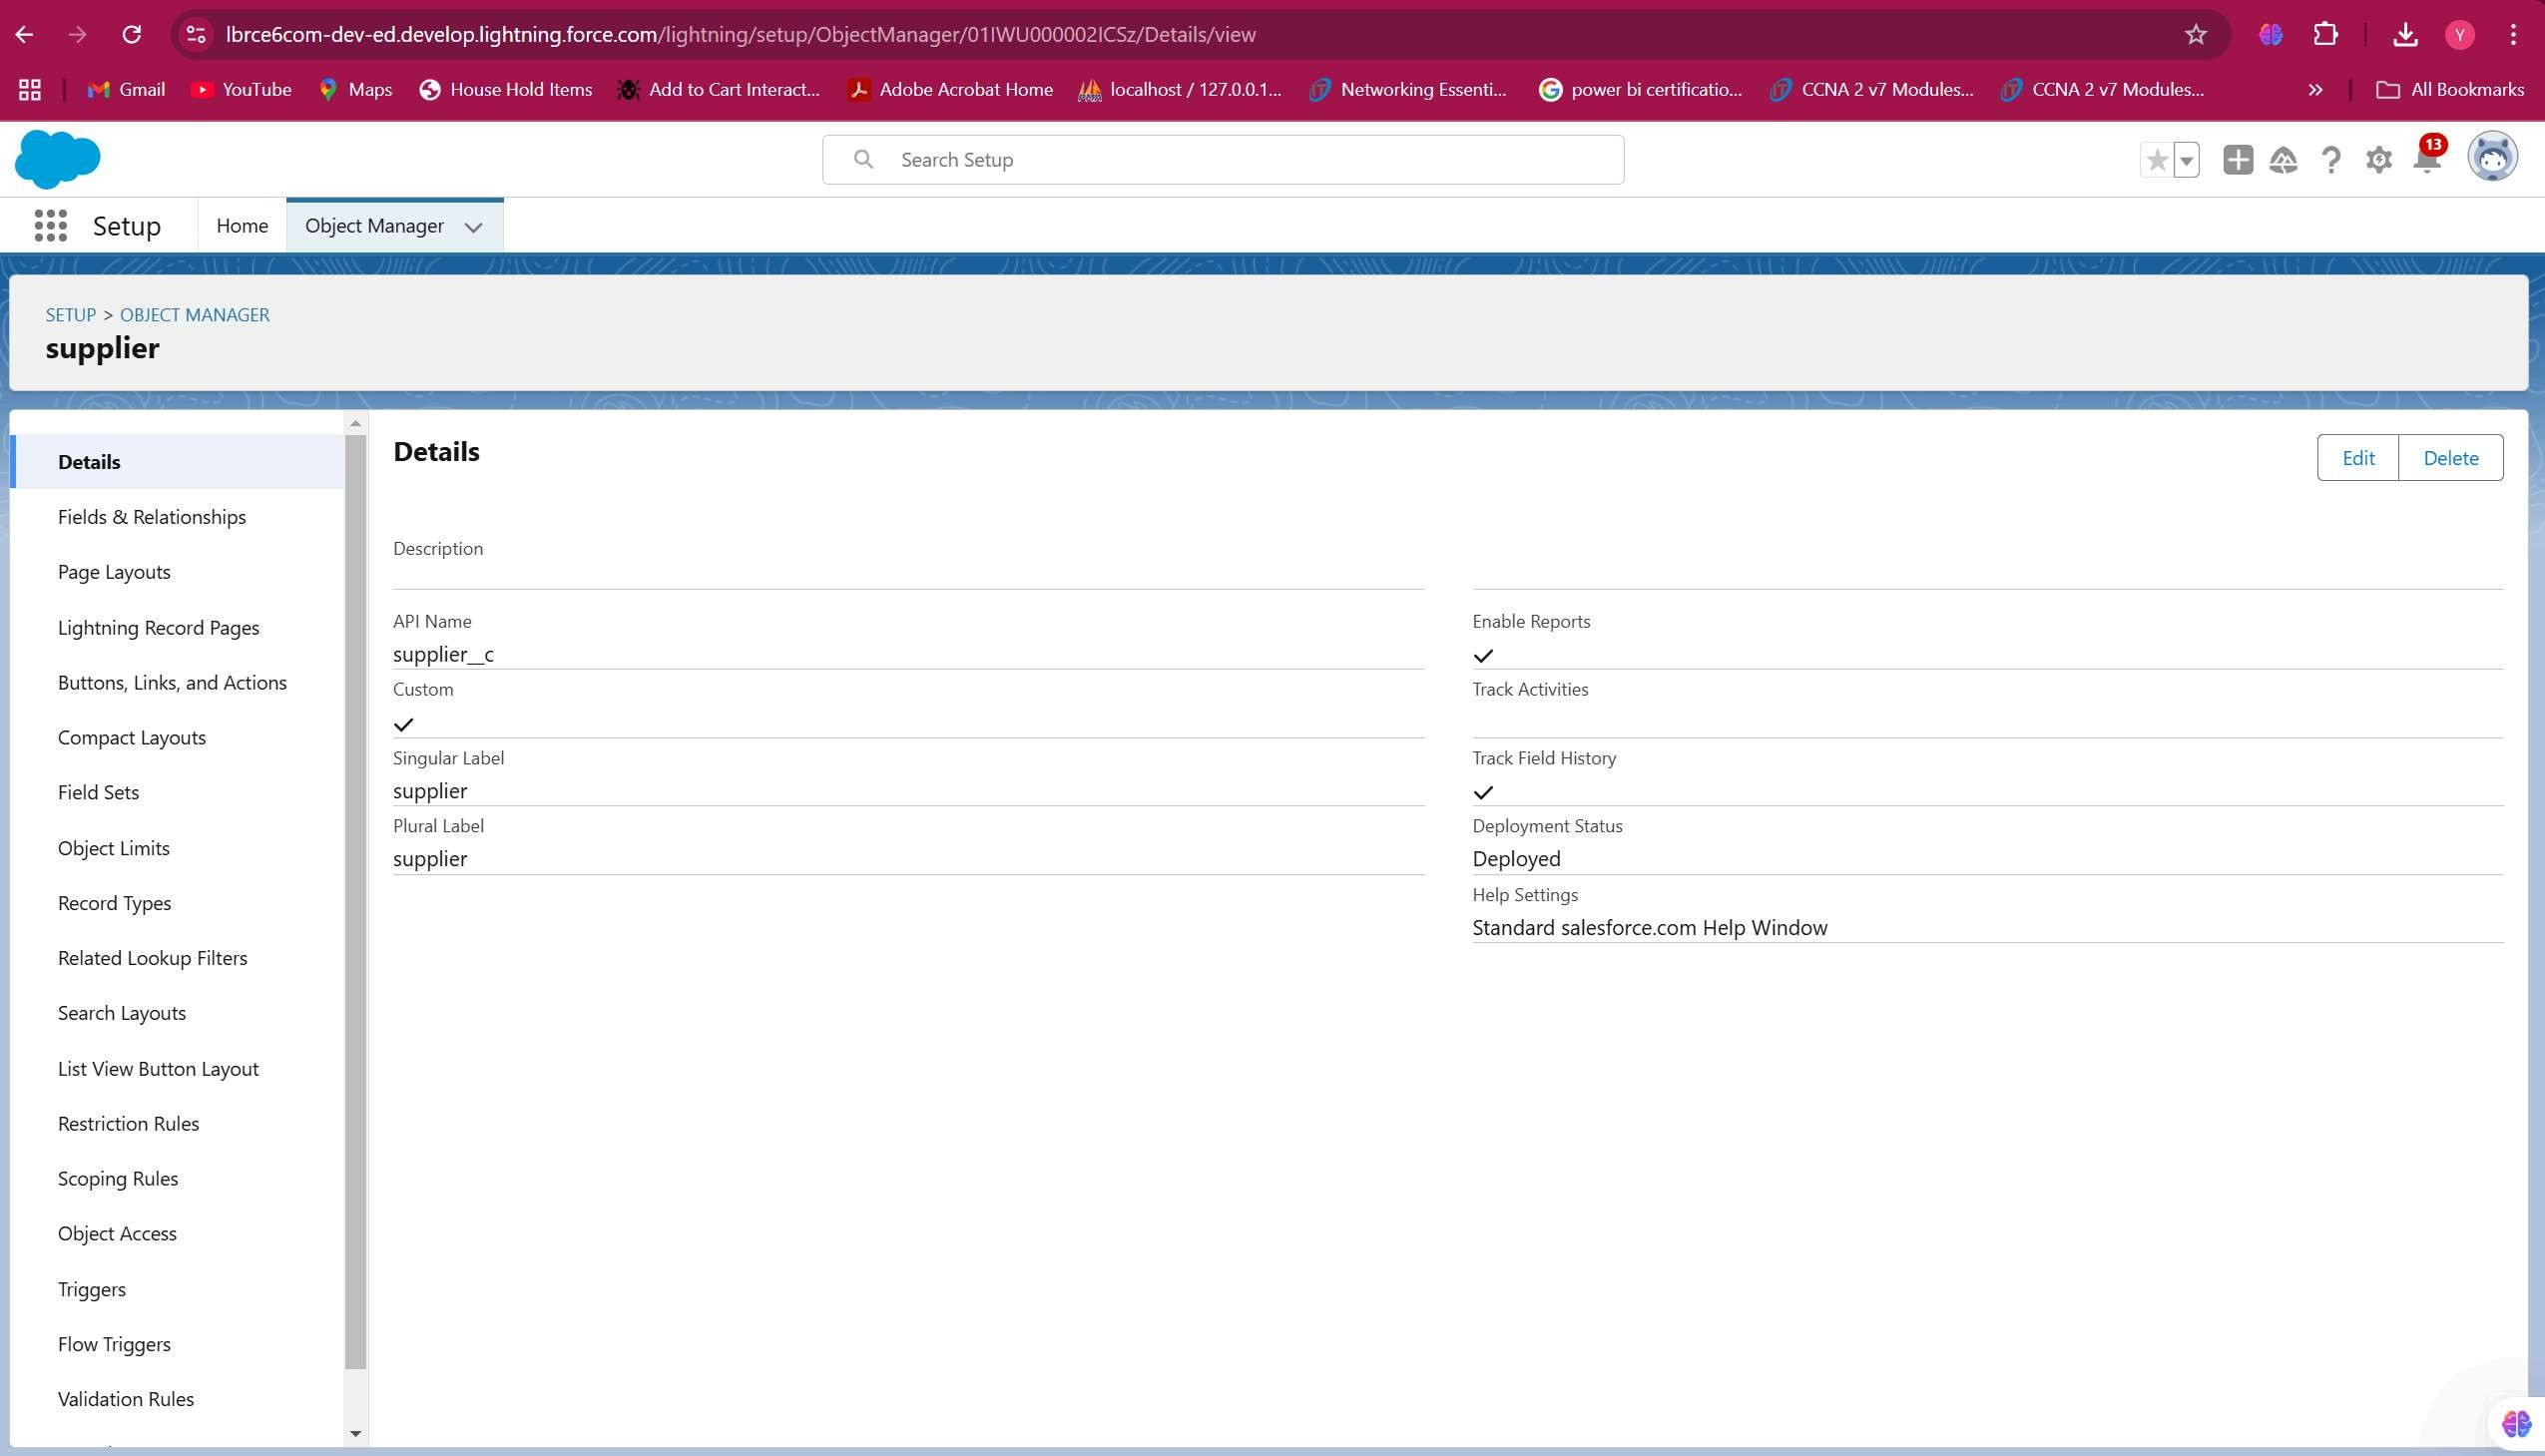 lbrce6com-dev-ed.develop.lightning.force.com/lightning/setup/ObjectManager/01IWU000002ICSz/Details/view
Y
Gmail
YouTube
Maps
House Hold Items
Add to Cart Interact...
Adobe Acrobat Home
localhost / 127.0.0.1...
Networking Essenti...
power bi certificatio...
CCNA 2 v7 Modules...
CCNA 2 v7 Modules...
All Bookmarks
Search Setup
13
Setup
Home
Object Manager
SETUP > OBJECT MANAGER
supplier
Details
Fields & Relationships
Page Layouts
Lightning Record Pages
Buttons, Links, and Actions
Compact Layouts
Field Sets
Object Limits
Record Types
Related Lookup Filters
Search Layouts
List View Button Layout
Restriction Rules
Scoping Rules
Object Access
Triggers
Flow Triggers
Validation Rules
Details
Edit
Delete
Description
API Name
supplier__c
Custom
Singular Label
supplier
Plural Label
supplier
Enable Reports
Track Activities
Track Field History
Deployment Status
Deployed
Help Settings
Standard salesforce.com Help Window